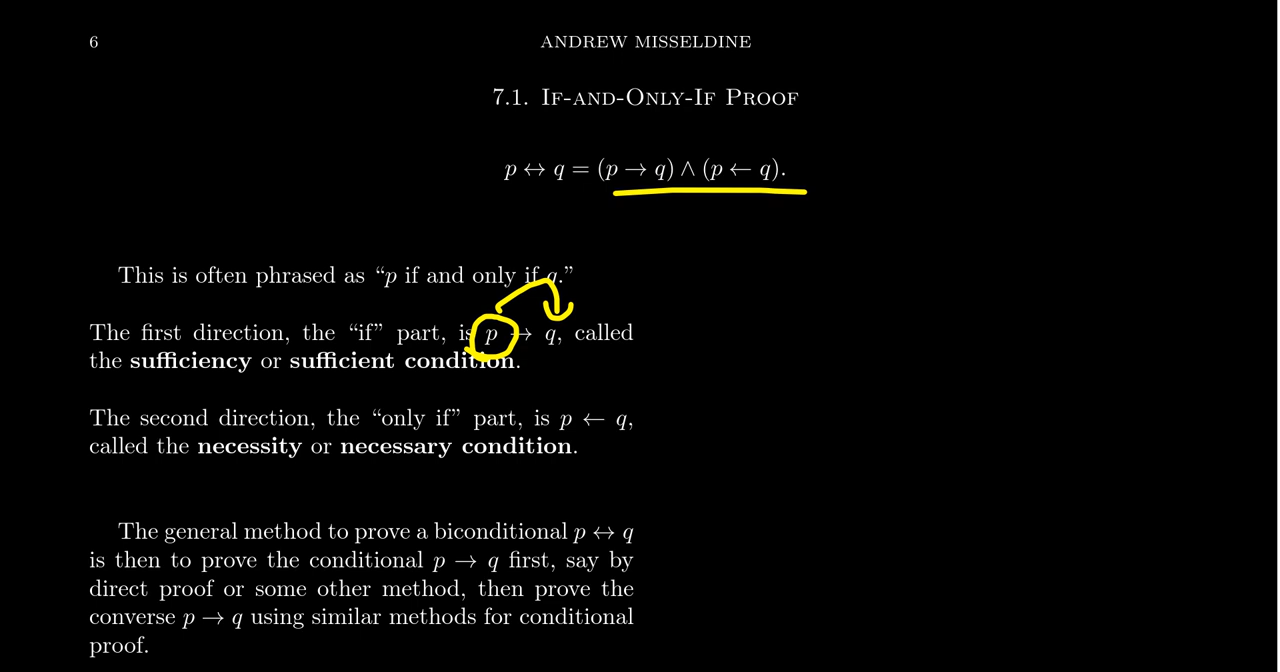 6
ANDREW MISSELDINE
7.1. If-and-Only-If Proof
p ↔ q = (p → q) ∧ (p ← q).
This is often phrased as “p if and only if q.”
The first direction, the “if” part, is p → q, called
the sufficiency or sufficient condition.
The second direction, the “only if” part, is p ← q,
called the necessity or necessary condition.
The general method to prove a biconditional p ↔ q
is then to prove the conditional p → q first, say by
direct proof or some other method, then prove the
converse p → q using similar methods for conditional
proof.